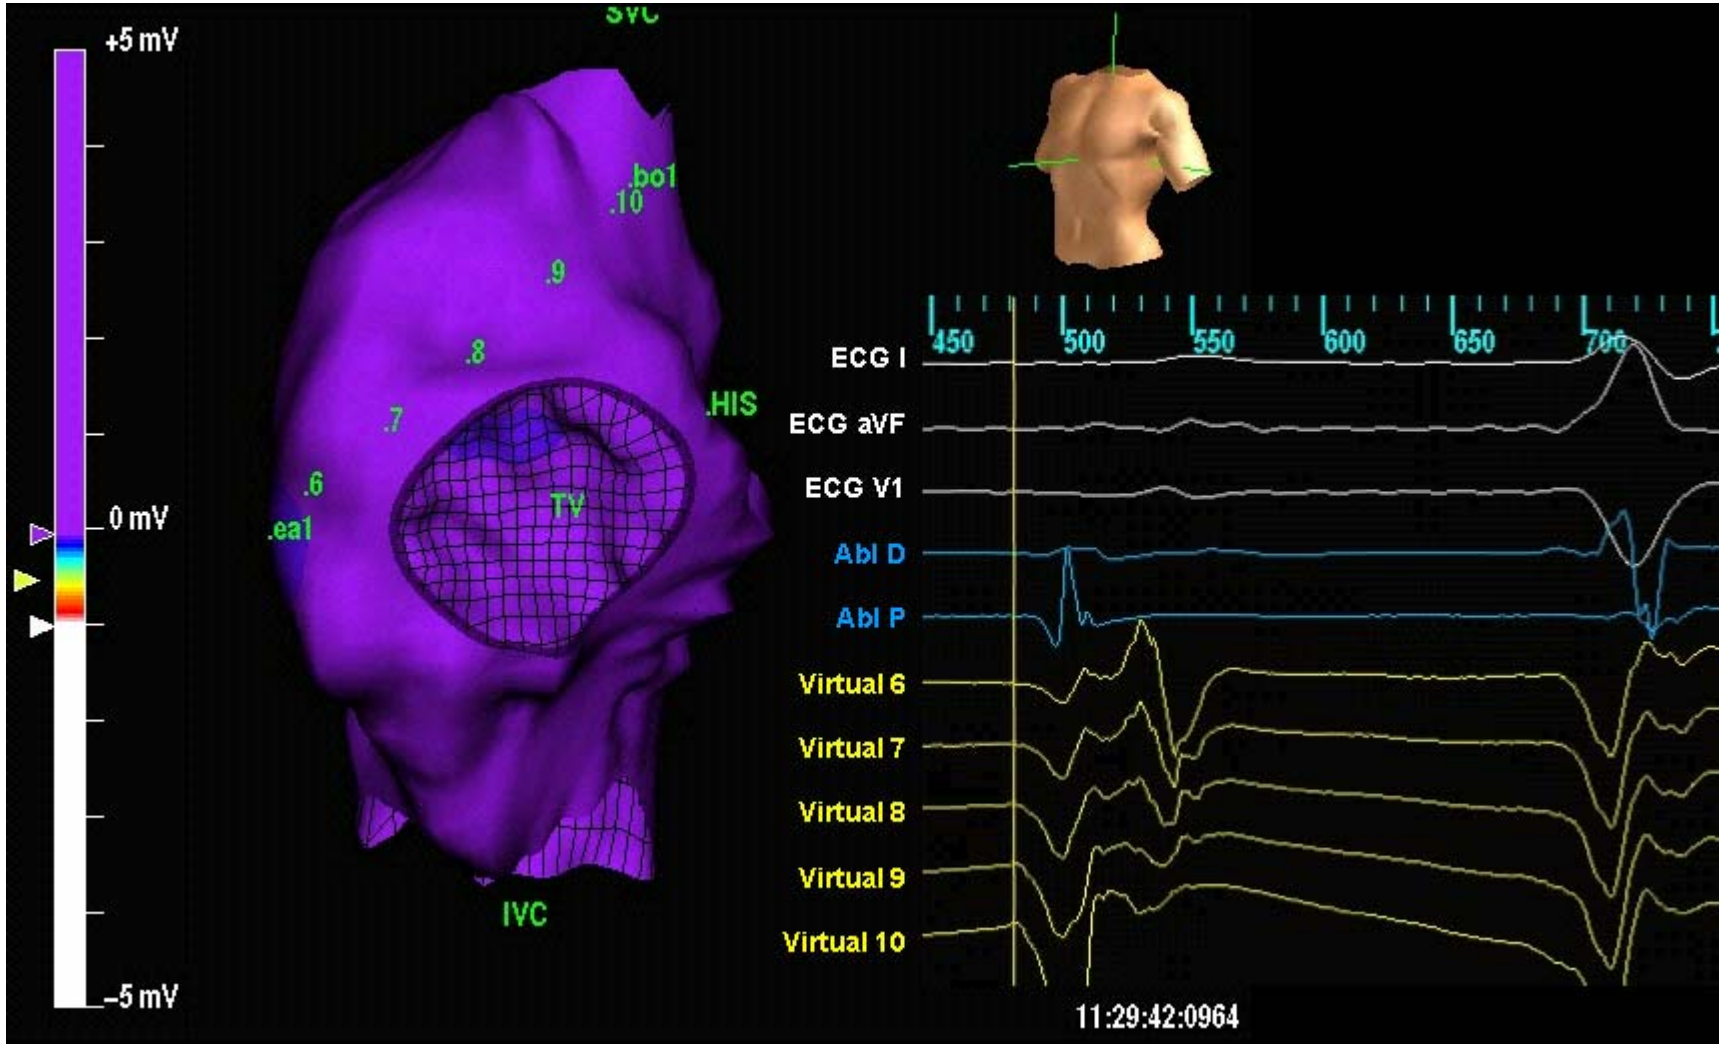 SVC
+5 mV
.bo1
.10
.9
.8
.HIS
.7
.6
TV
0 mV
.ea1
IVC
–5 mV
450 500 550 600 650 700
ECG I
ECG aVF
ECG V1
Abl D
Abl P
Virtual 6
Virtual 7
Virtual 8
Virtual 9
Virtual 10
11:29:42:0964